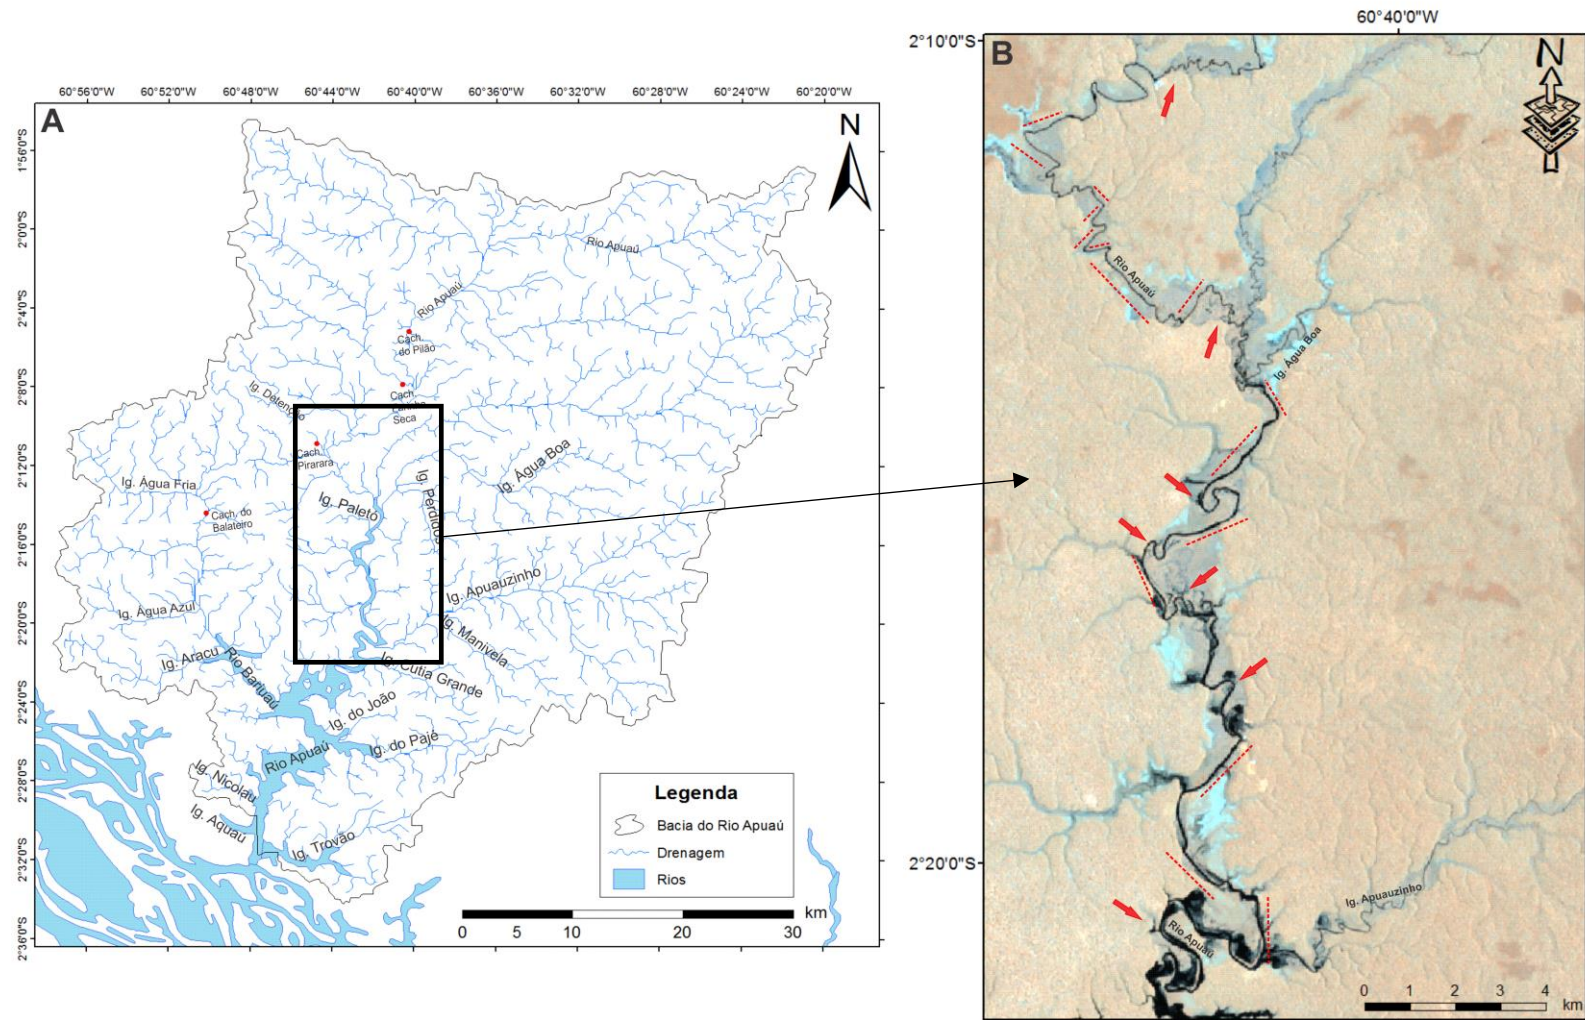 A
60°56'0"W
60°52'0"W
60°48'0"W
60°44'0"W
60°40'0"W
60°36'0"W
60°32'0"W
60°28'0"W
60°24'0"W
60°20'0"W
1°56'0"S
2°0'0"S
2°4'0"S
2°8'0"S
2°12'0"S
2°16'0"S
2°20'0"S
2°24'0"S
2°28'0"S
2°32'0"S
2°36'0"S
N
Rio Apuaú
Rio Apuaú
Cach.
do Pilão
Cach.
Seca
Ig.
Cach.
Pirarara
Ig. Água Boa
Ig. Água Fria
Ig. Paleto
Ig. Perdidos
Cach. do
Balateiro
Ig. Apuauzinho
Ig. Água Azul
Ig. Manivela
Ig. Aracu
Rio Bariuaú
Ig. Cutia Grande
Ig. do João
Ig. do Pajé
Rio Apuaú
Ig. Nicolau
Ig. Aquaú
Ig. Trovão
Legenda
Bacia do Rio Apuaú
Drenagem
Rios
0 5 10 20 30
km
B
60°40'0"W
2°10'0"S
2°20'0"S
N
Rio Apuaú
Ig. Água Boa
Ig. Apuauzinho
Rio Apuaú
0 1 2 3 4
km